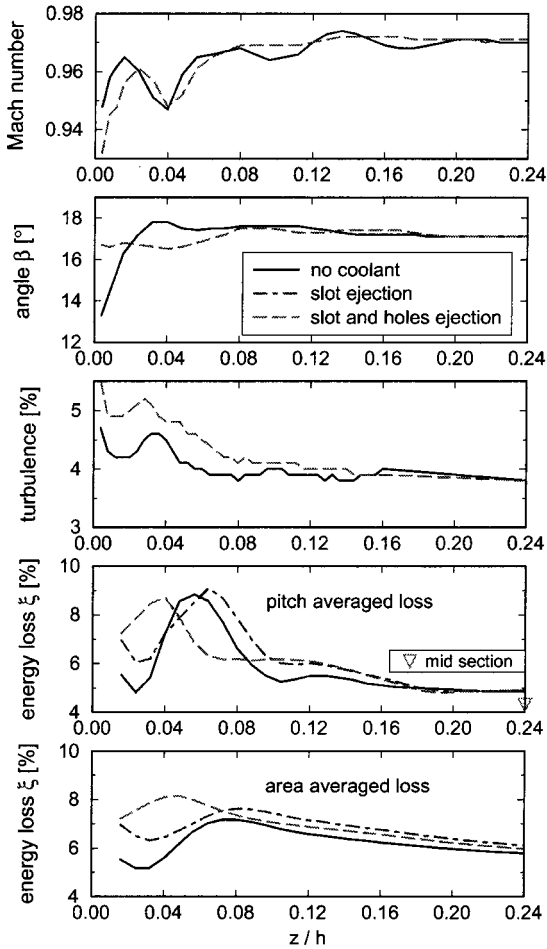 0.98
0.96
0.94
Mach number
0.00 0.04 0.08 0.12 0.16 0.20 0.24
18
16
14
12
angle β [°]
no coolant
slot ejection
slot and holes ejection
0.00 0.04 0.08 0.12 0.16 0.20 0.24
5
4
3
turbulence [%]
0.00 0.04 0.08 0.12 0.16 0.20 0.24
10
8
6
4
energy loss ξ [%]
pitch averaged loss
mid section
0.00 0.04 0.08 0.12 0.16 0.20 0.24
10
8
6
4
energy loss ξ [%]
area averaged loss
0.00 0.04 0.08 0.12 0.16 0.20 0.24
z / h